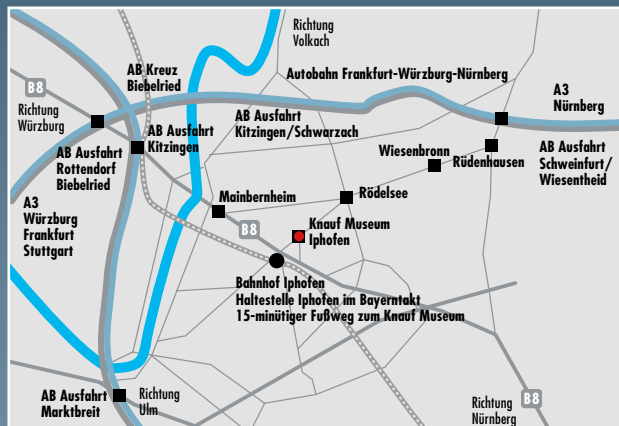 Richtung
Volkach
AB Kreuz
Biebelried
Autobahn Frankfurt-Würzburg-Nürnberg
B8
Richtung
Würzburg
A3
Nürnberg
AB Ausfahrt
Kitzingen
AB Ausfahrt
Kitzingen/Schwarzach
AB Ausfahrt
Rottendorf
Biebelried
Wiesenbronn
Rüdenhausen
AB Ausfahrt
Schweinfurt/
Wiesentheid
A3
Würzburg
Frankfurt
Stuttgart
Mainbernheim
Rödelsee
B8
Knauf Museum
Iphofen
Bahnhof Iphofen
Haltestelle Iphofen im Bayerntakt
15-minütiger Fußweg zum Knauf Museum
AB Ausfahrt
Marktbreit
Richtung
Ulm
Richtung
Nürnberg
B8